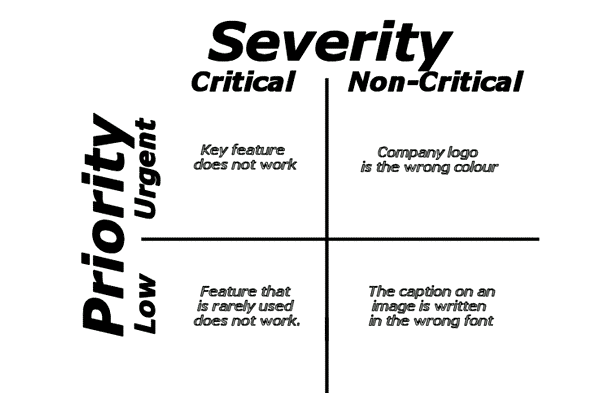 Severity
Critical
Non-Critical
Priority
Urgent
Key feature
does not work
Company logo
is the wrong colour
Low
Feature that
is rarely used
does not work.
The caption on an
image is written
in the wrong font